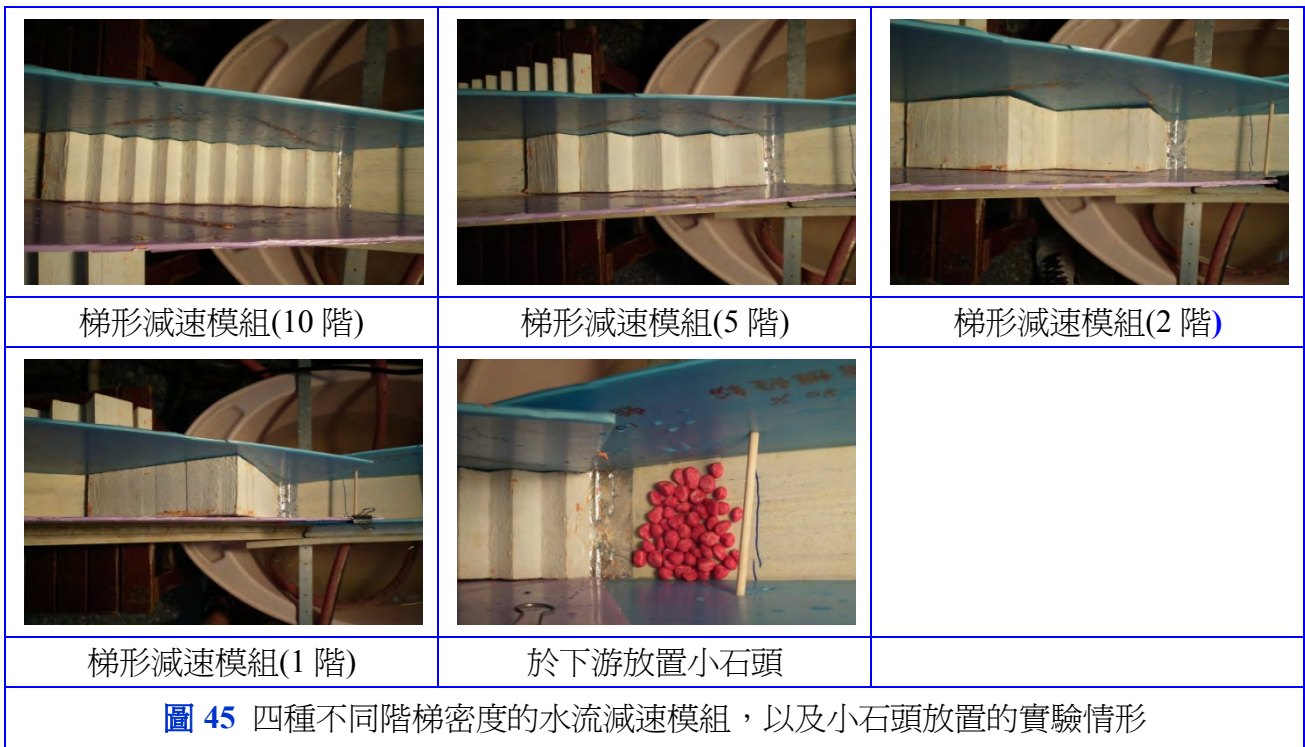 梯形減速模組(10 階)
梯形減速模組(5 階)
梯形減速模組(2 階)
梯形減速模組(1 階)
於下游放置小石頭
圖 45 四種不同階梯密度的水流減速模組，以及小石頭放置的實驗情形